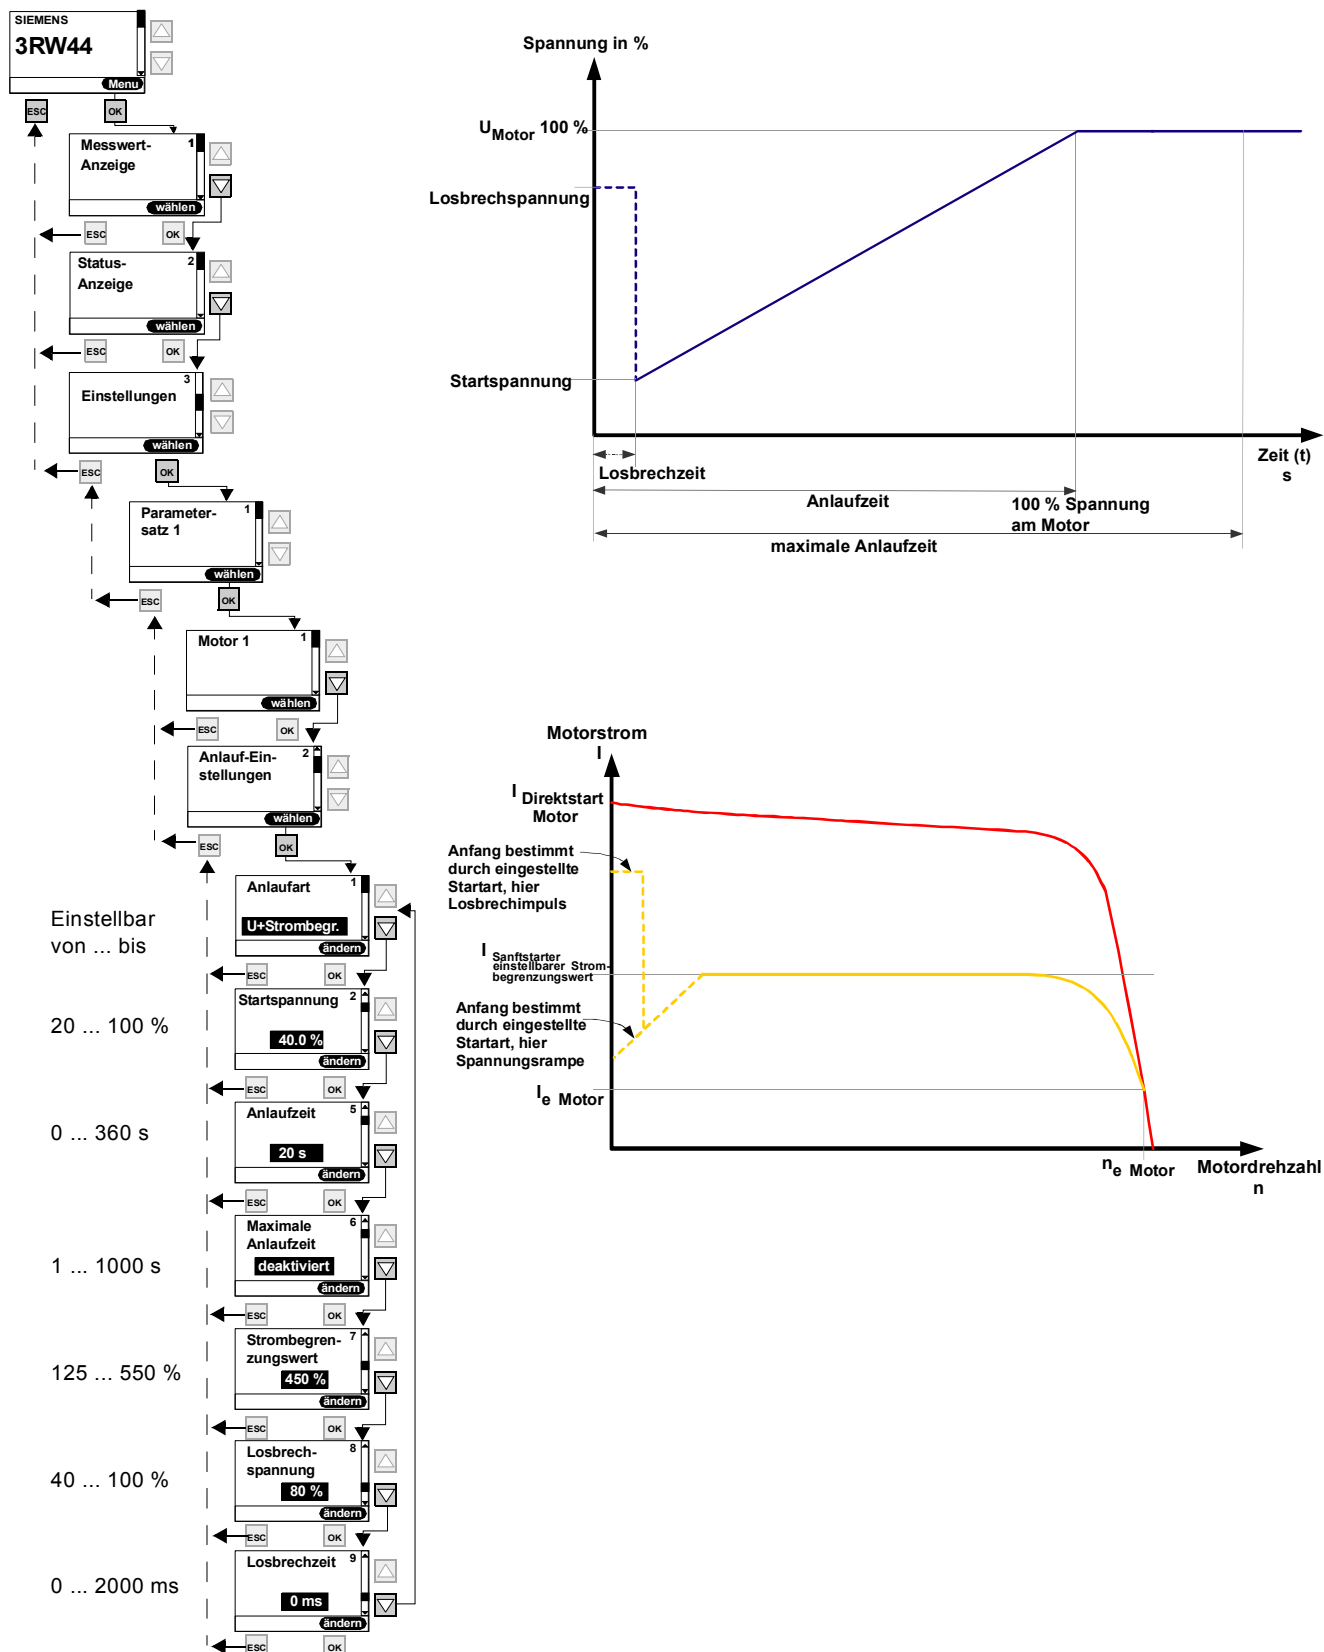 SIEMENS
3RW44
Menu
ESC
OK
Messwert-
Anzeige
1
wählen
ESC
OK
Status-
Anzeige
2
wählen
ESC
OK
Einstellungen
3
wählen
ESC
OK
Parameter-
satz 1
1
wählen
ESC
OK
Motor 1
1
wählen
ESC
OK
Anlauf-Ein-
stellungen
2
wählen
ESC
OK
Einstellbar
von ... bis
Anlaufart
1
U+Strombegr.
ändern
ESC
OK
20 ... 100 %
Startspannung
2
40.0 %
ändern
ESC
OK
0 ... 360 s
Anlaufzeit
5
20 s
ändern
ESC
OK
1 ... 1000 s
Maximale
Anlaufzeit
6
deaktiviert
ändern
ESC
OK
125 ... 550 %
Strombegren-
zungswert
7
450 %
ändern
ESC
OK
40 ... 100 %
Losbrech-
spannung
8
80 %
ändern
ESC
OK
0 ... 2000 ms
Losbrechzeit
9
0 ms
ändern
ESC
OK
Spannung in %
UMotor 100 %
Losbrechspannung
Startspannung
Zeit (t)
s
Losbrechzeit
Anlaufzeit
100 % Spannung
am Motor
maximale Anlaufzeit
Motorstrom
I
I Direktstart
Motor
Anfang bestimmt
durch eingestellte
Startart, hier
Losbrechimpuls
I Sanftstarter
einstellbarer Strom-
begrenzungswert
Anfang bestimmt
durch eingestellte
Startart, hier
Spannungsrampe
Ie Motor
ne Motor
Motordrehzahl
n